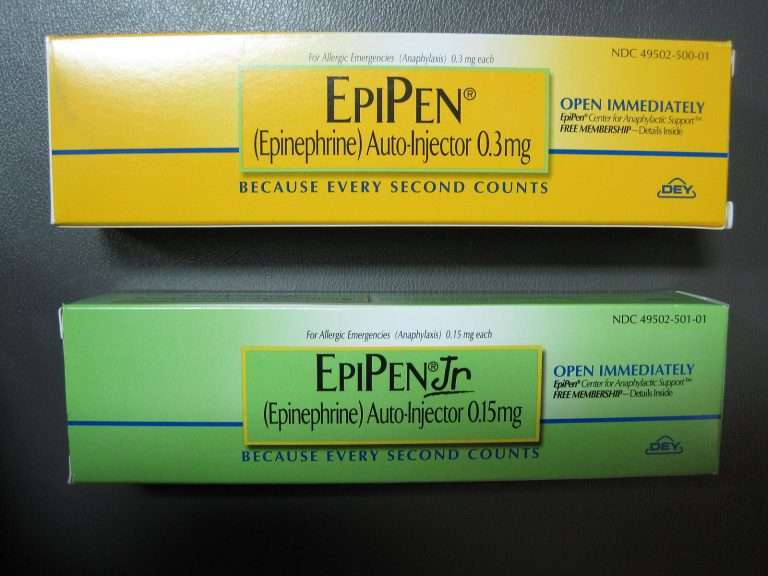 For Allergic Emergencies (Anaphylaxis) 0.3 mg each
NDC 49502-500-01
EPIPEN®
(Epinephrine) Auto-Injector 0.3mg
BECAUSE EVERY SECOND COUNTS
OPEN IMMEDIATELY
EpiPen® Center for Anaphylactic Support™
FREE MEMBERSHIP—Details Inside
DEY
For Allergic Emergencies (Anaphylaxis) 0.15 mg each
NDC 49502-501-01
EPIPEN® Jr
(Epinephrine) Auto-Injector 0.15mg
BECAUSE EVERY SECOND COUNTS
OPEN IMMEDIATELY
EpiPen® Center for Anaphylactic Support™
FREE MEMBERSHIP—Details Inside
DEY